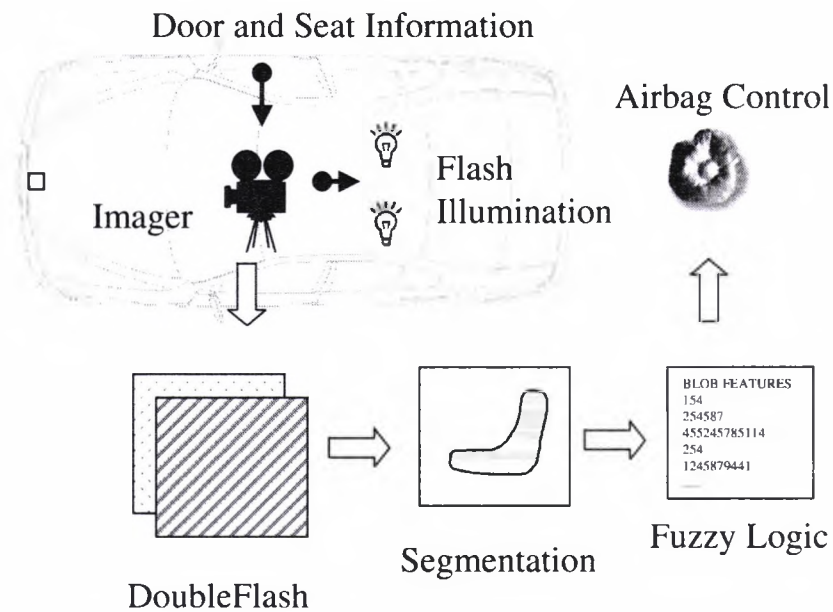 Door and Seat Information
Airbag Control
Flash
Illumination
Imager
BLOB FEATURES
154
254587
455245785114
254
1245879441
Fuzzy Logic
Segmentation
DoubleFlash